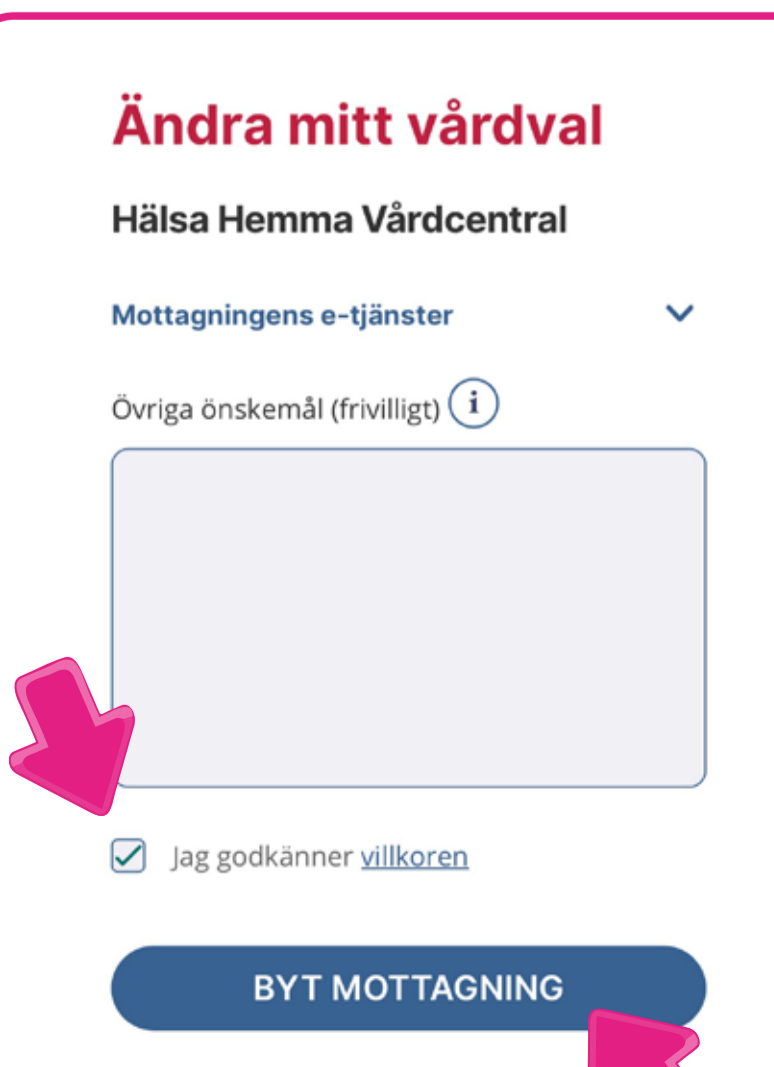 Ändra mitt vårdval
Hälsa Hemma Vårdcentral
Mottagningens e-tjänster
Övriga önskemål (frivilligt) i
Jag godkänner villkoren
BYT MOTTAGNING